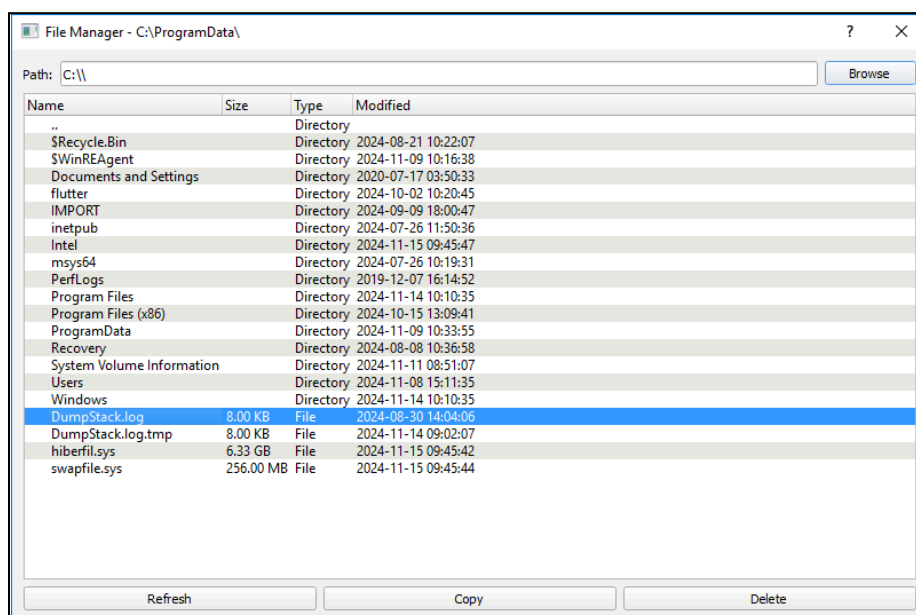 File Manager - C:\ProgramData\ ? X
Path: C:\\ Browse
Name Size Type Modified
.. Directory
$Recycle.Bin Directory 2024-08-21 10:22:07
$WinREAgent Directory 2024-11-09 10:16:38
Documents and Settings Directory 2020-07-17 03:50:33
flutter Directory 2024-10-02 10:20:45
IMPORT Directory 2024-09-09 18:00:47
inetpub Directory 2024-07-26 11:50:36
Intel Directory 2024-11-15 09:45:47
msys64 Directory 2024-07-26 10:19:31
PerfLogs Directory 2019-12-07 16:14:52
Program Files Directory 2024-11-14 10:10:35
Program Files (x86) Directory 2024-10-15 13:09:41
ProgramData Directory 2024-11-09 10:33:55
Recovery Directory 2024-08-08 10:36:58
System Volume Information Directory 2024-11-11 08:51:07
Users Directory 2024-11-08 15:11:35
Windows Directory 2024-11-14 10:10:35
DumpStack.log 8.00 KB File 2024-08-30 14:04:06
DumpStack.log.tmp 8.00 KB File 2024-11-14 09:02:07
hiberfil.sys 6.33 GB File 2024-11-15 09:45:42
swapfile.sys 256.00 MB File 2024-11-15 09:45:44
Refresh Copy Delete